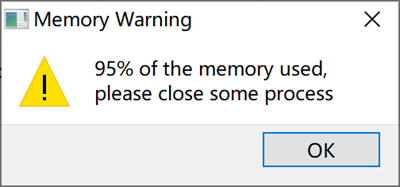 Memory Warning
95% of the memory used,
please close some process
OK